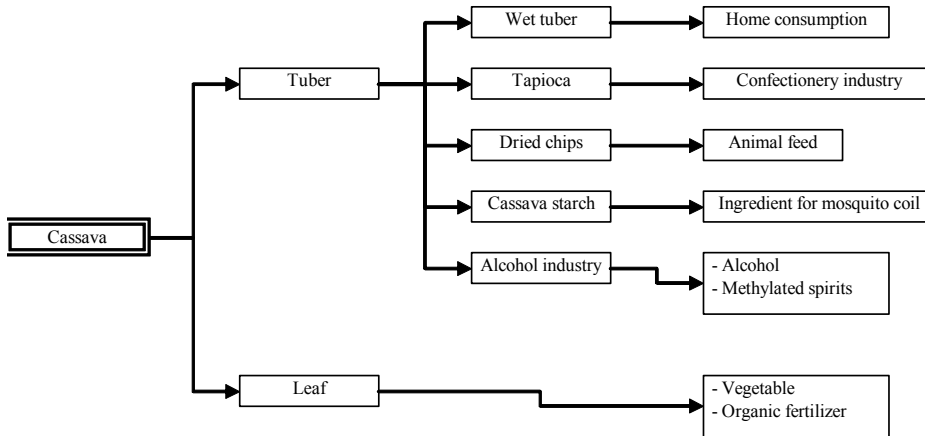 Wet tuber
Home consumption
Tuber
Tapioca
Confectionery industry
Dried chips
Animal feed
Cassava starch
Ingredient for mosquito coil
Cassava
Alcohol industry
- Alcohol
- Methylated spirits
Leaf
- Vegetable
- Organic fertilizer